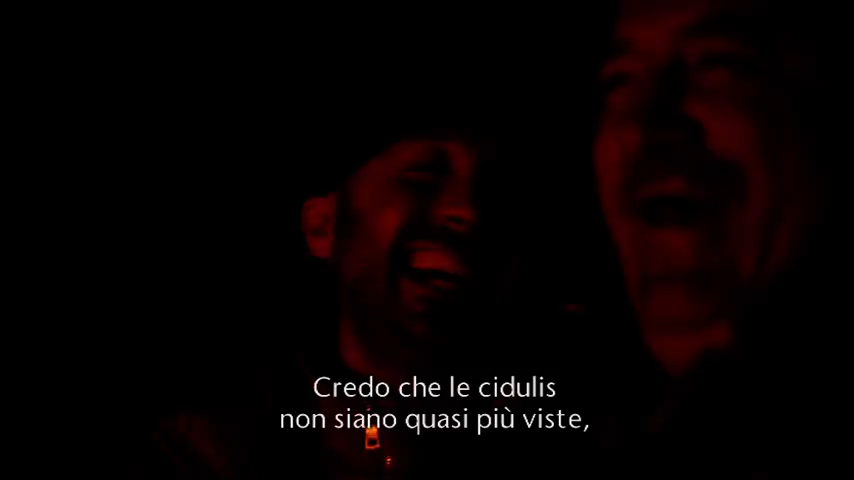 Credo che le cidulis
non siano quasi più viste,